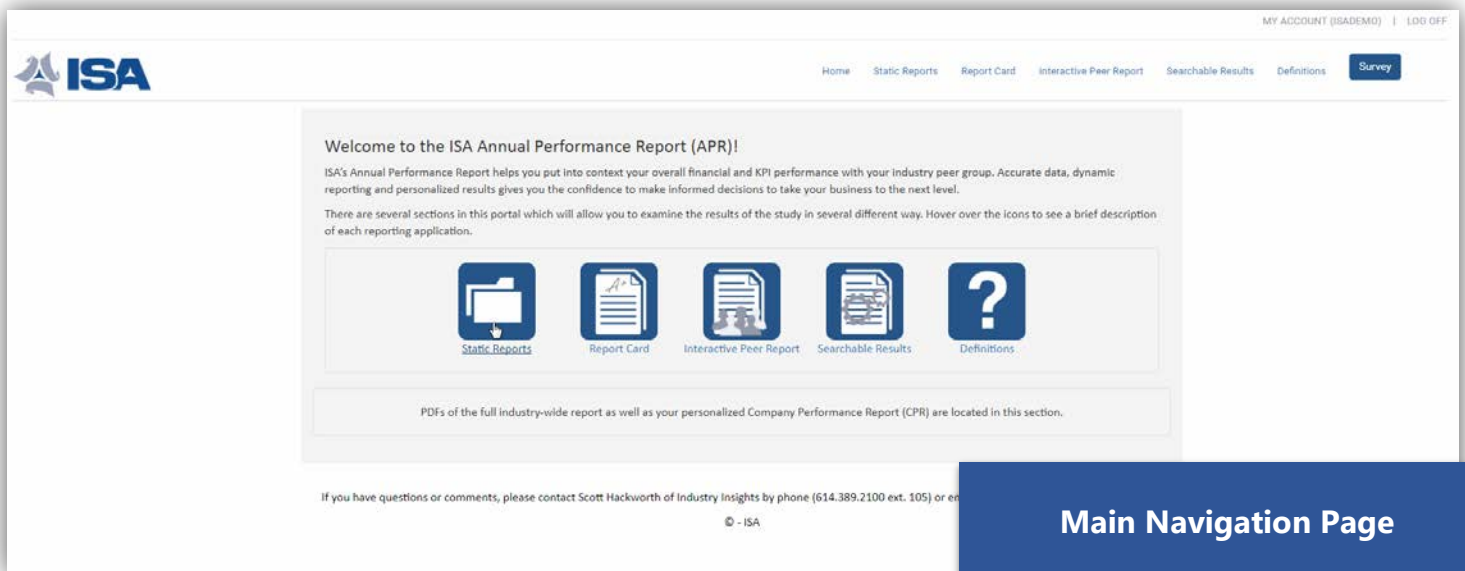 MY ACCOUNT (ISADEMO) | LOG OFF
ISA
Home Static Reports Report Card Interactive Peer Report Searchable Results Definitions Survey
Welcome to the ISA Annual Performance Report (APR)!
ISA's Annual Performance Report helps you put into context your overall financial and KPI performance with your industry peer group. Accurate data, dynamic
reporting and personalized results gives you the confidence to make informed decisions to take your business to the next level.
There are several sections in this portal which will allow you to examine the results of the study in several different way. Hover over the icons to see a brief description
of each reporting application.
A+
?
Static Reports Report Card Interactive Peer Report Searchable Results Definitions
PDFs of the full industry-wide report as well as your personalized Company Performance Report (CPR) are located in this section.
If you have questions or comments, please contact Scott Hackworth of Industry Insights by phone (614.389.2100 ext. 105) or
© - ISA
Main Navigation Page